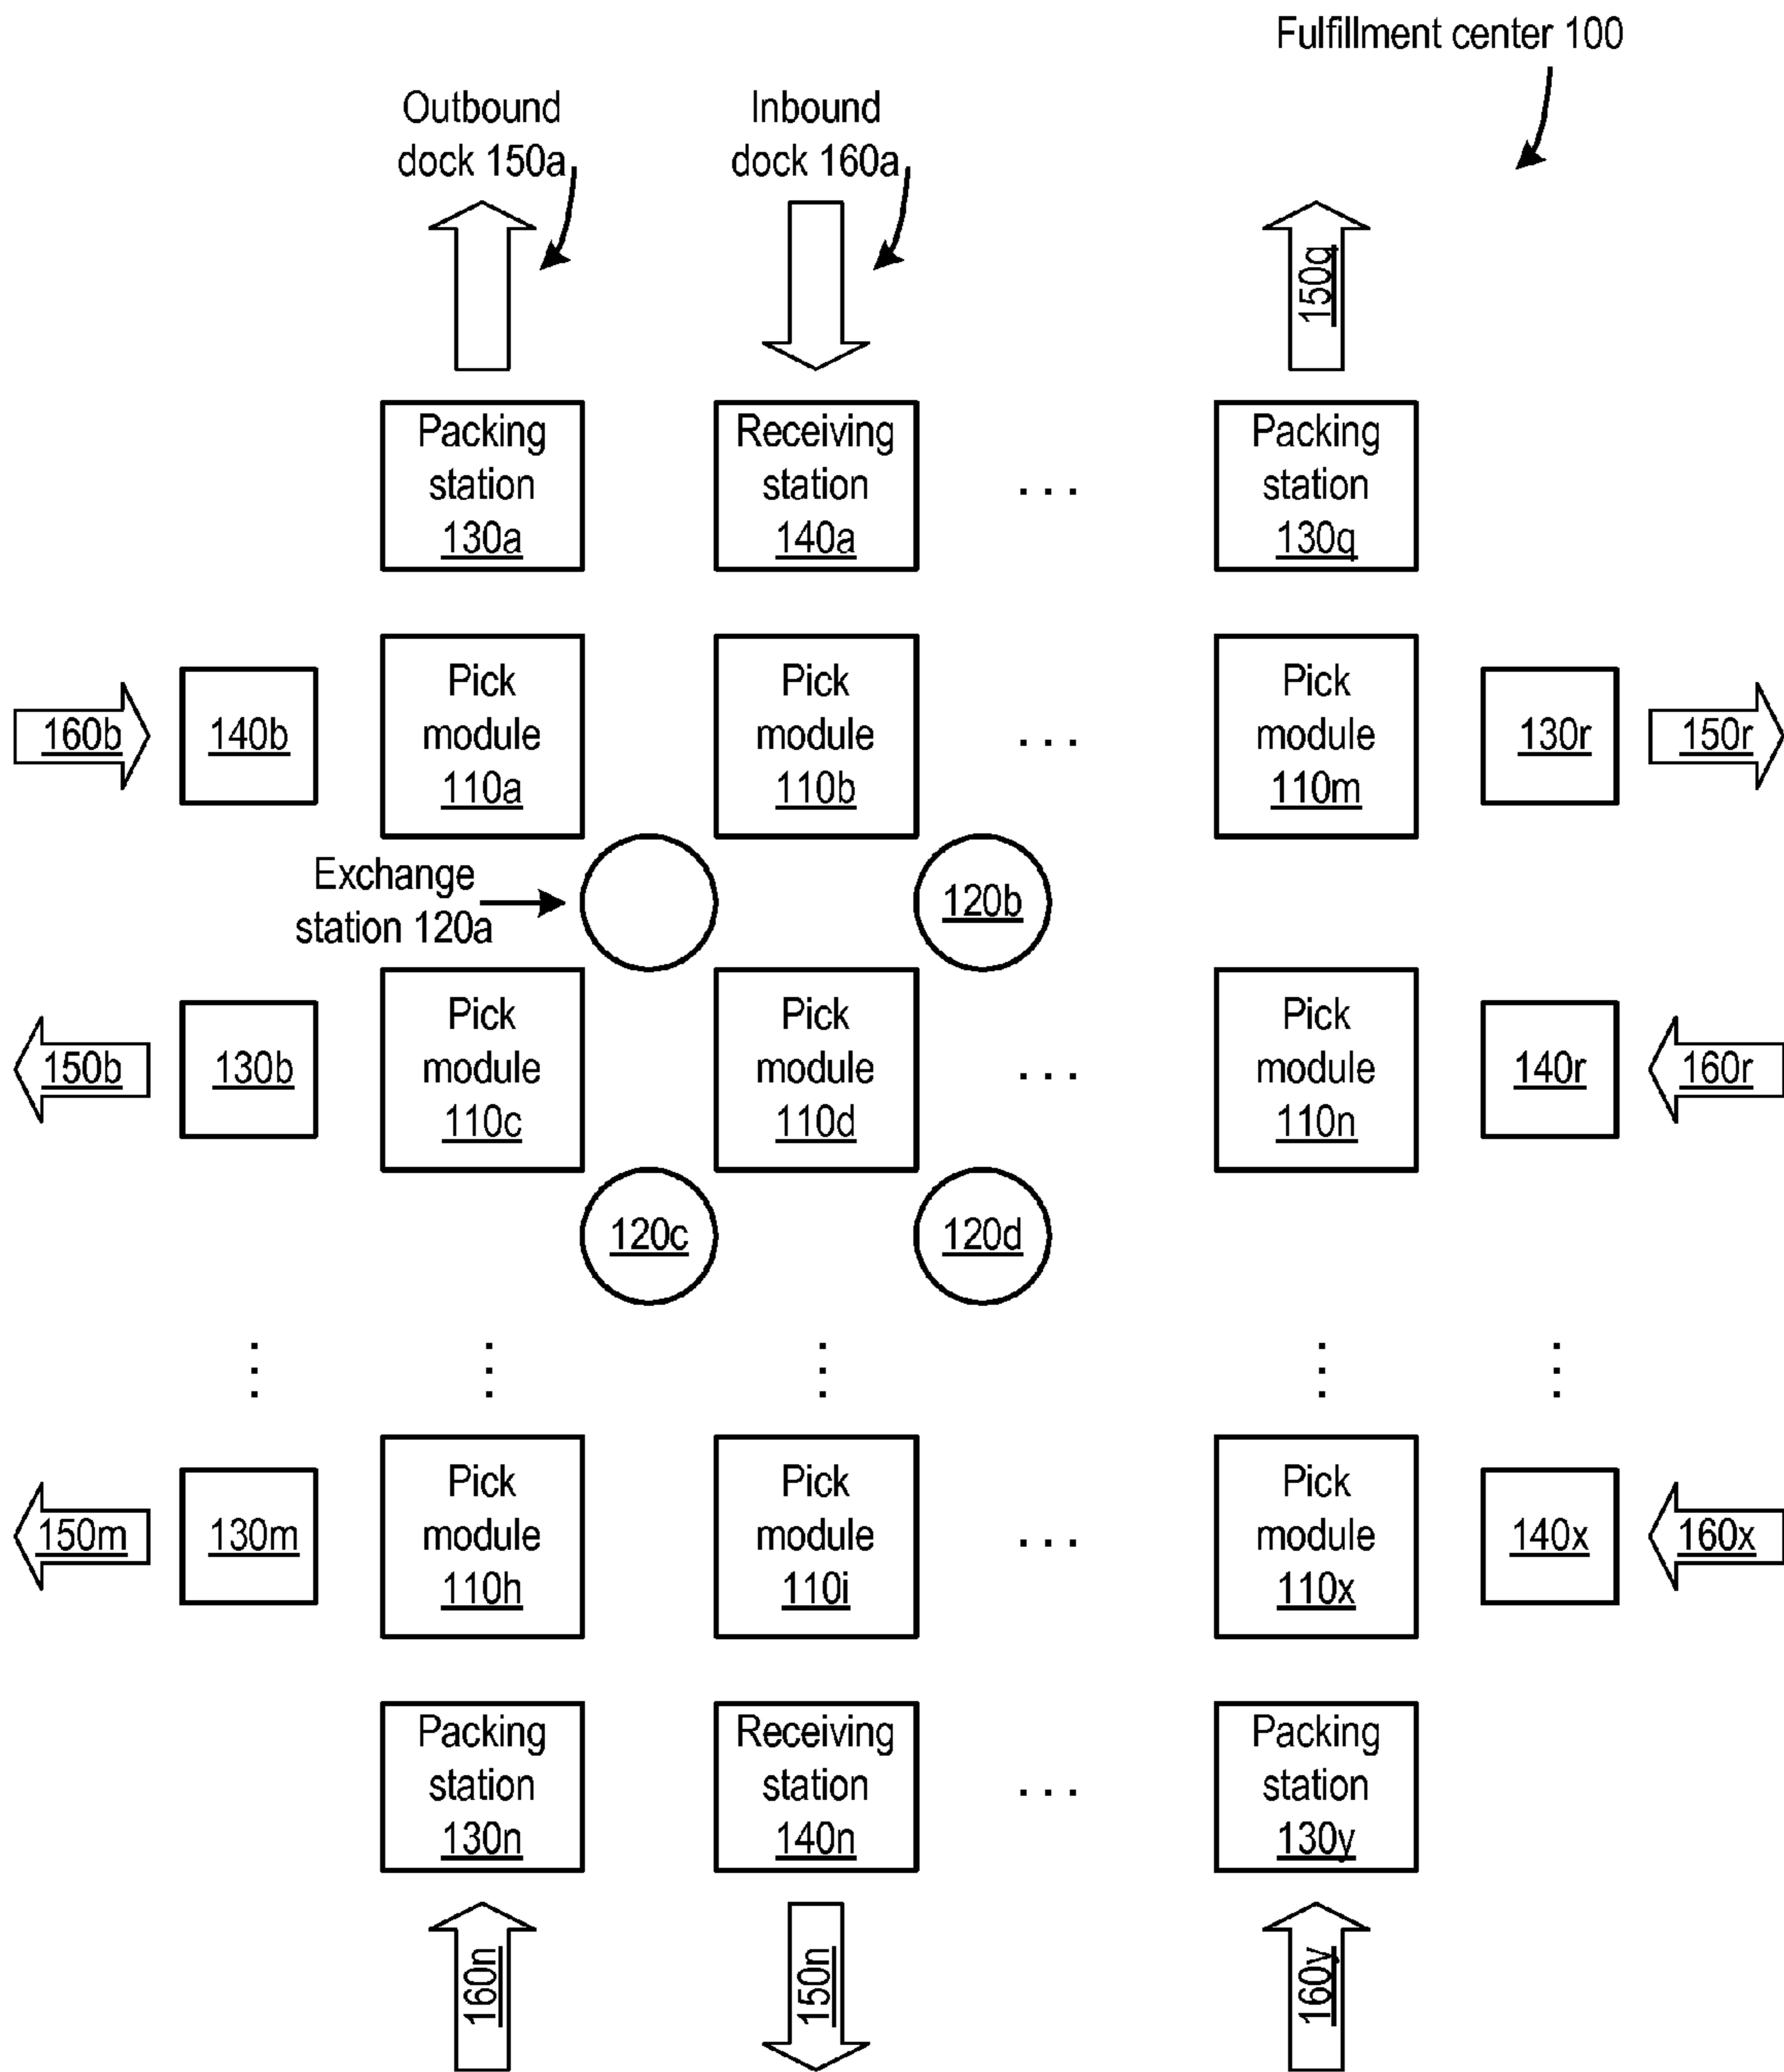 Fulfillment center 100
Outbound
dock 150a
Inbound
dock 160a
150q
Packing
station
130a
Receiving
station
140a
. . .
Packing
station
130q
160b
140b
Pick
module
110a
Pick
module
110b
. . .
Pick
module
110m
130r
150r
Exchange
station 120a
120b
150b
130b
Pick
module
110c
Pick
module
110d
. . .
Pick
module
110n
140r
160r
120c
120d
150m
130m
Pick
module
110h
Pick
module
110i
. . .
Pick
module
110x
140x
160x
Packing
station
130n
Receiving
station
140n
. . .
Packing
station
130y
160n
150n
160y